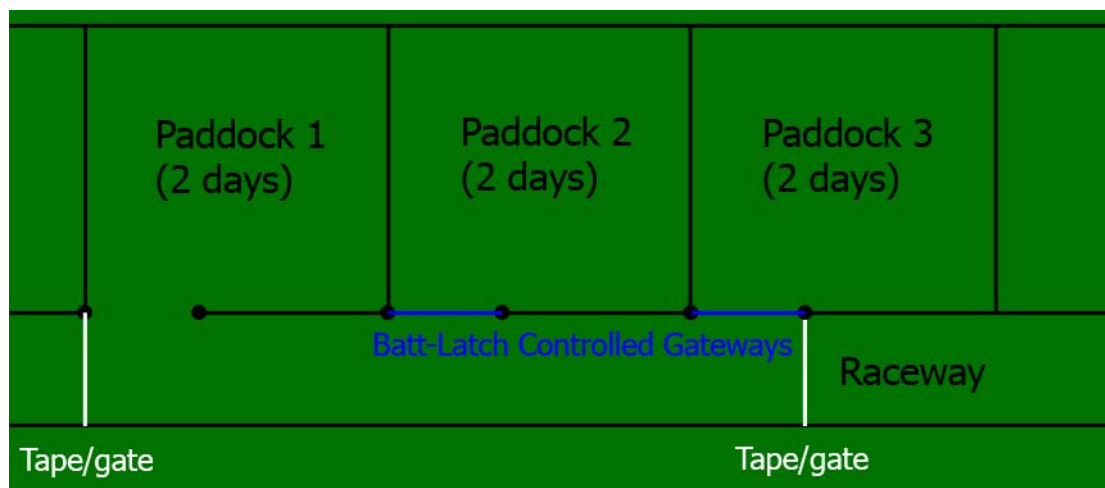 Paddock 1
(2 days)
Paddock 2
(2 days)
Paddock 3
(2 days)
Batt-Latch Controlled Gateways
Raceway
Tape/gate
Tape/gate